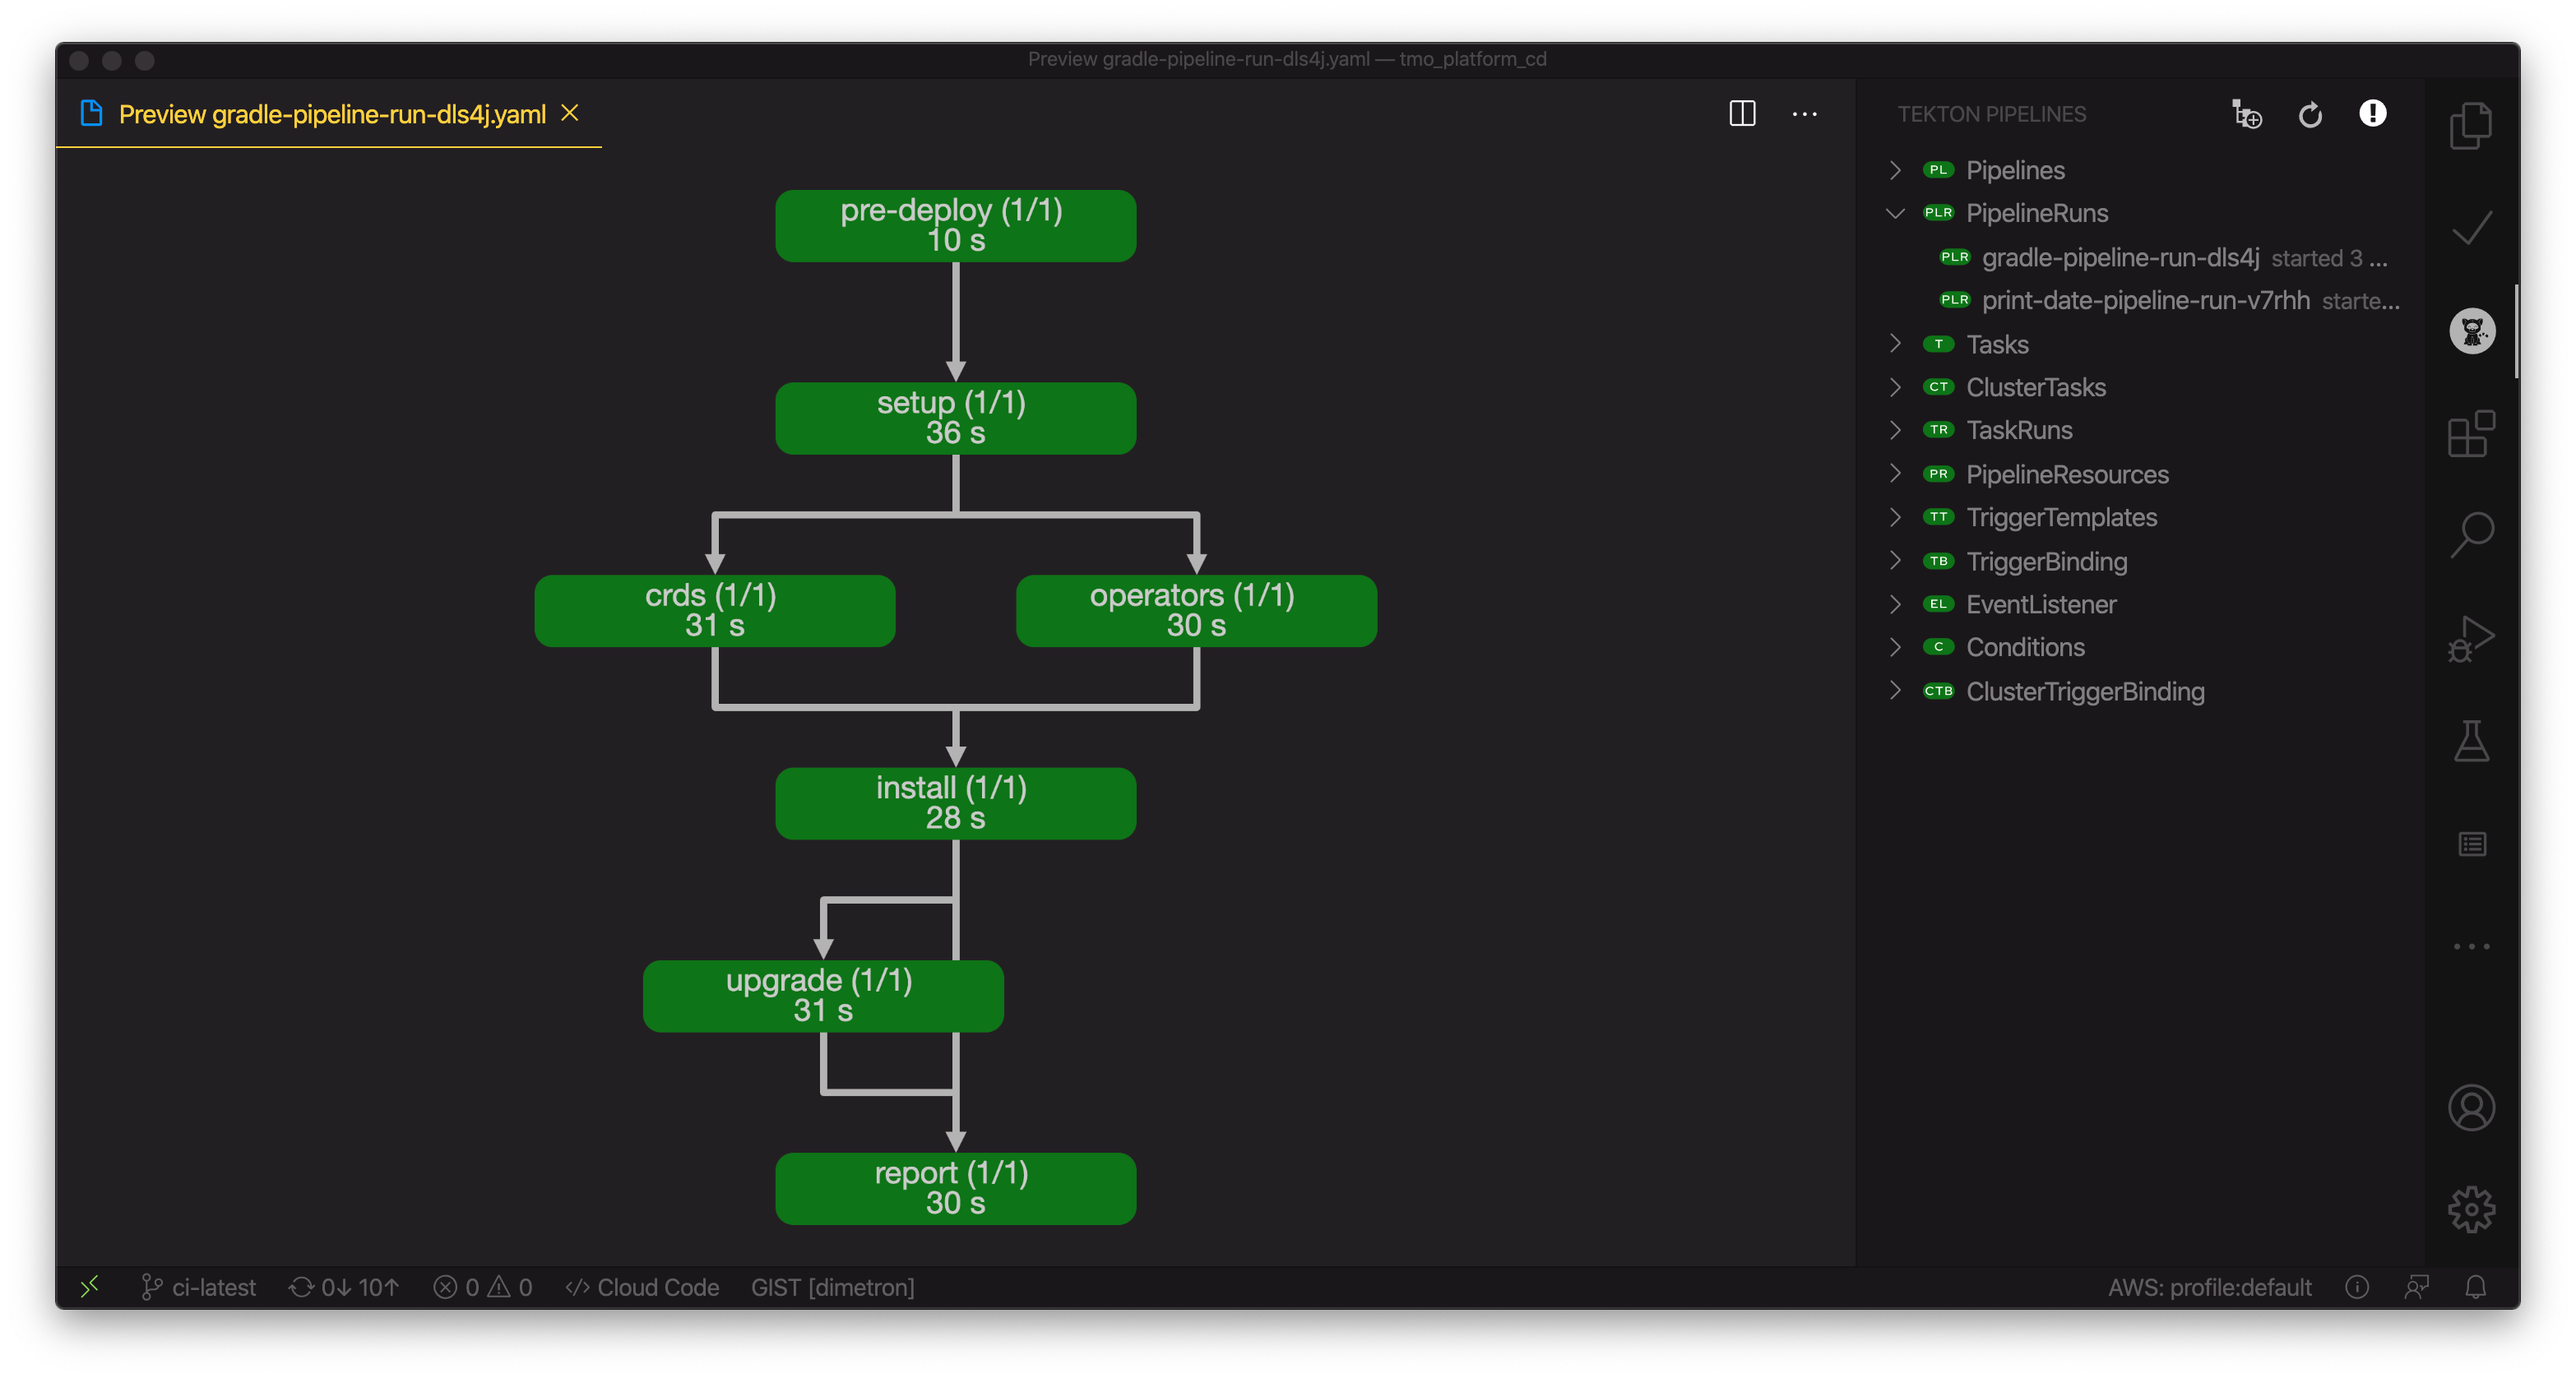 Preview gradle-pipeline-run-dls4j.yaml — tmo_platform_cd
Preview gradle-pipeline-run-dls4j.yaml
pre-deploy (1/1)
10 s
setup (1/1)
36 s
crds (1/1)
31 s
operators (1/1)
30 s
install (1/1)
28 s
upgrade (1/1)
31 s
report (1/1)
30 s
TEKTON PIPELINES
PL Pipelines
PLR PipelineRuns
PLR gradle-pipeline-run-dls4j started 3 ...
PLR print-date-pipeline-run-v7rhh starte...
T Tasks
CT ClusterTasks
TR TaskRuns
PR PipelineResources
TT TriggerTemplates
TB TriggerBinding
EL EventListener
C Conditions
CTB ClusterTriggerBinding
ci-latest 0↓ 10↑ 0 0 </> Cloud Code GIST [dimetron] AWS: profile:default